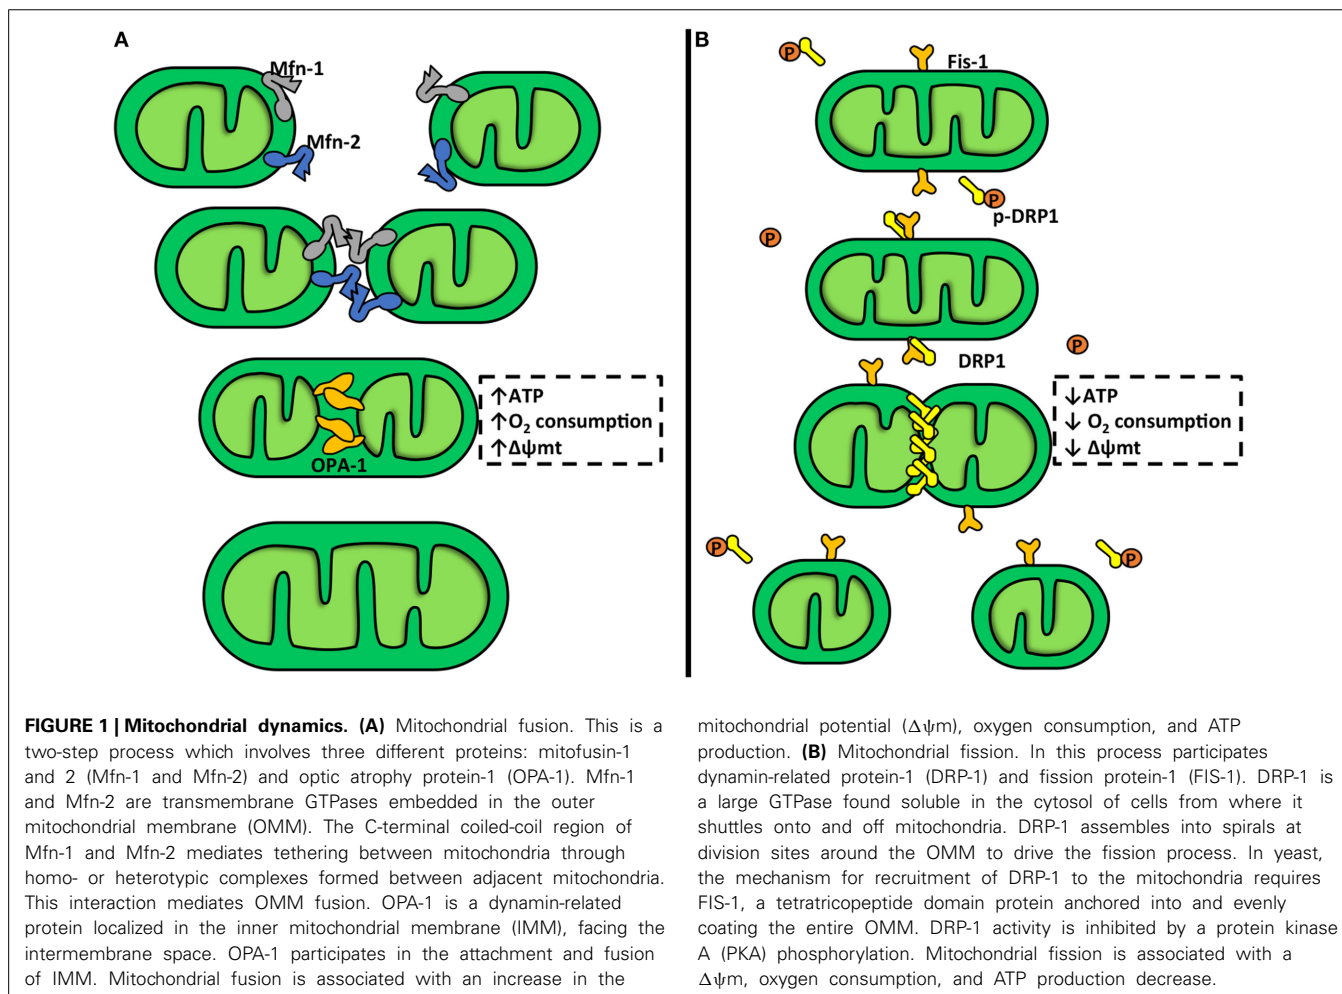 A
Mfn-1
Mfn-2
↑ATP
↑O₂ consumption
↑Δψmt
OPA-1
B
P
Fis-1
P
p-DRP1
P
DRP1
P
↓ATP
↓ O₂ consumption
↓ Δψmt
P
P
FIGURE 1 | Mitochondrial dynamics. (A) Mitochondrial fusion. This is a
two-step process which involves three different proteins: mitofusin-1
and 2 (Mfn-1 and Mfn-2) and optic atrophy protein-1 (OPA-1). Mfn-1
and Mfn-2 are transmembrane GTPases embedded in the outer
mitochondrial membrane (OMM). The C-terminal coiled-coil region of
Mfn-1 and Mfn-2 mediates tethering between mitochondria through
homo- or heterotypic complexes formed between adjacent mitochondria.
This interaction mediates OMM fusion. OPA-1 is a dynamin-related
protein localized in the inner mitochondrial membrane (IMM), facing the
intermembrane space. OPA-1 participates in the attachment and fusion
of IMM. Mitochondrial fusion is associated with an increase in the
mitochondrial potential (Δψm), oxygen consumption, and ATP
production. (B) Mitochondrial fission. In this process participates
dynamin-related protein-1 (DRP-1) and fission protein-1 (FIS-1). DRP-1 is
a large GTPase found soluble in the cytosol of cells from where it
shuttles onto and off mitochondria. DRP-1 assembles into spirals at
division sites around the OMM to drive the fission process. In yeast,
the mechanism for recruitment of DRP-1 to the mitochondria requires
FIS-1, a tetratricopeptide domain protein anchored into and evenly
coating the entire OMM. DRP-1 activity is inhibited by a protein kinase
A (PKA) phosphorylation. Mitochondrial fission is associated with a
Δψm, oxygen consumption, and ATP production decrease.